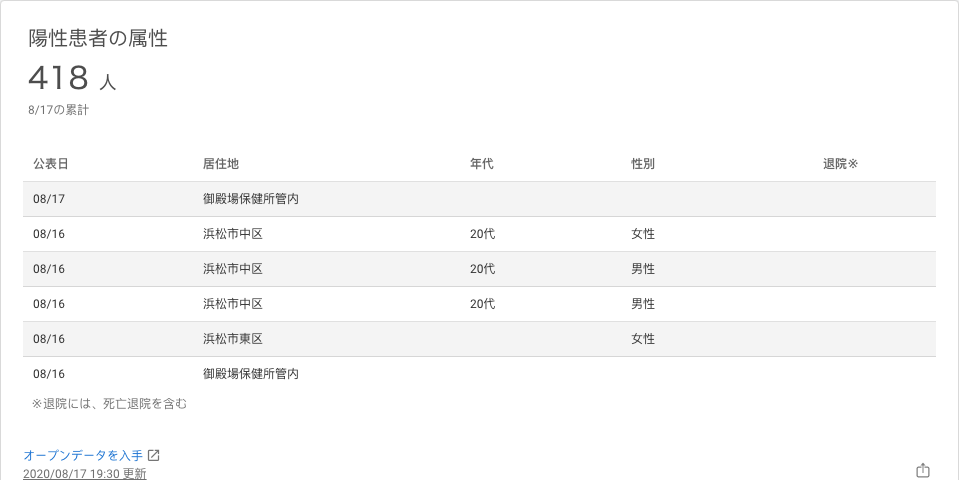 陽性患者の属性
418 人
8/17の累計
公表日 居住地 年代 性別 退院※
08/17 御殿場保健所管内
08/16 浜松市中区 20代 女性
08/16 浜松市中区 20代 男性
08/16 浜松市中区 20代 男性
08/16 浜松市東区 女性
08/16 御殿場保健所管内
※退院には、死亡退院を含む
オープンデータを入手
2020/08/17 19:30 更新